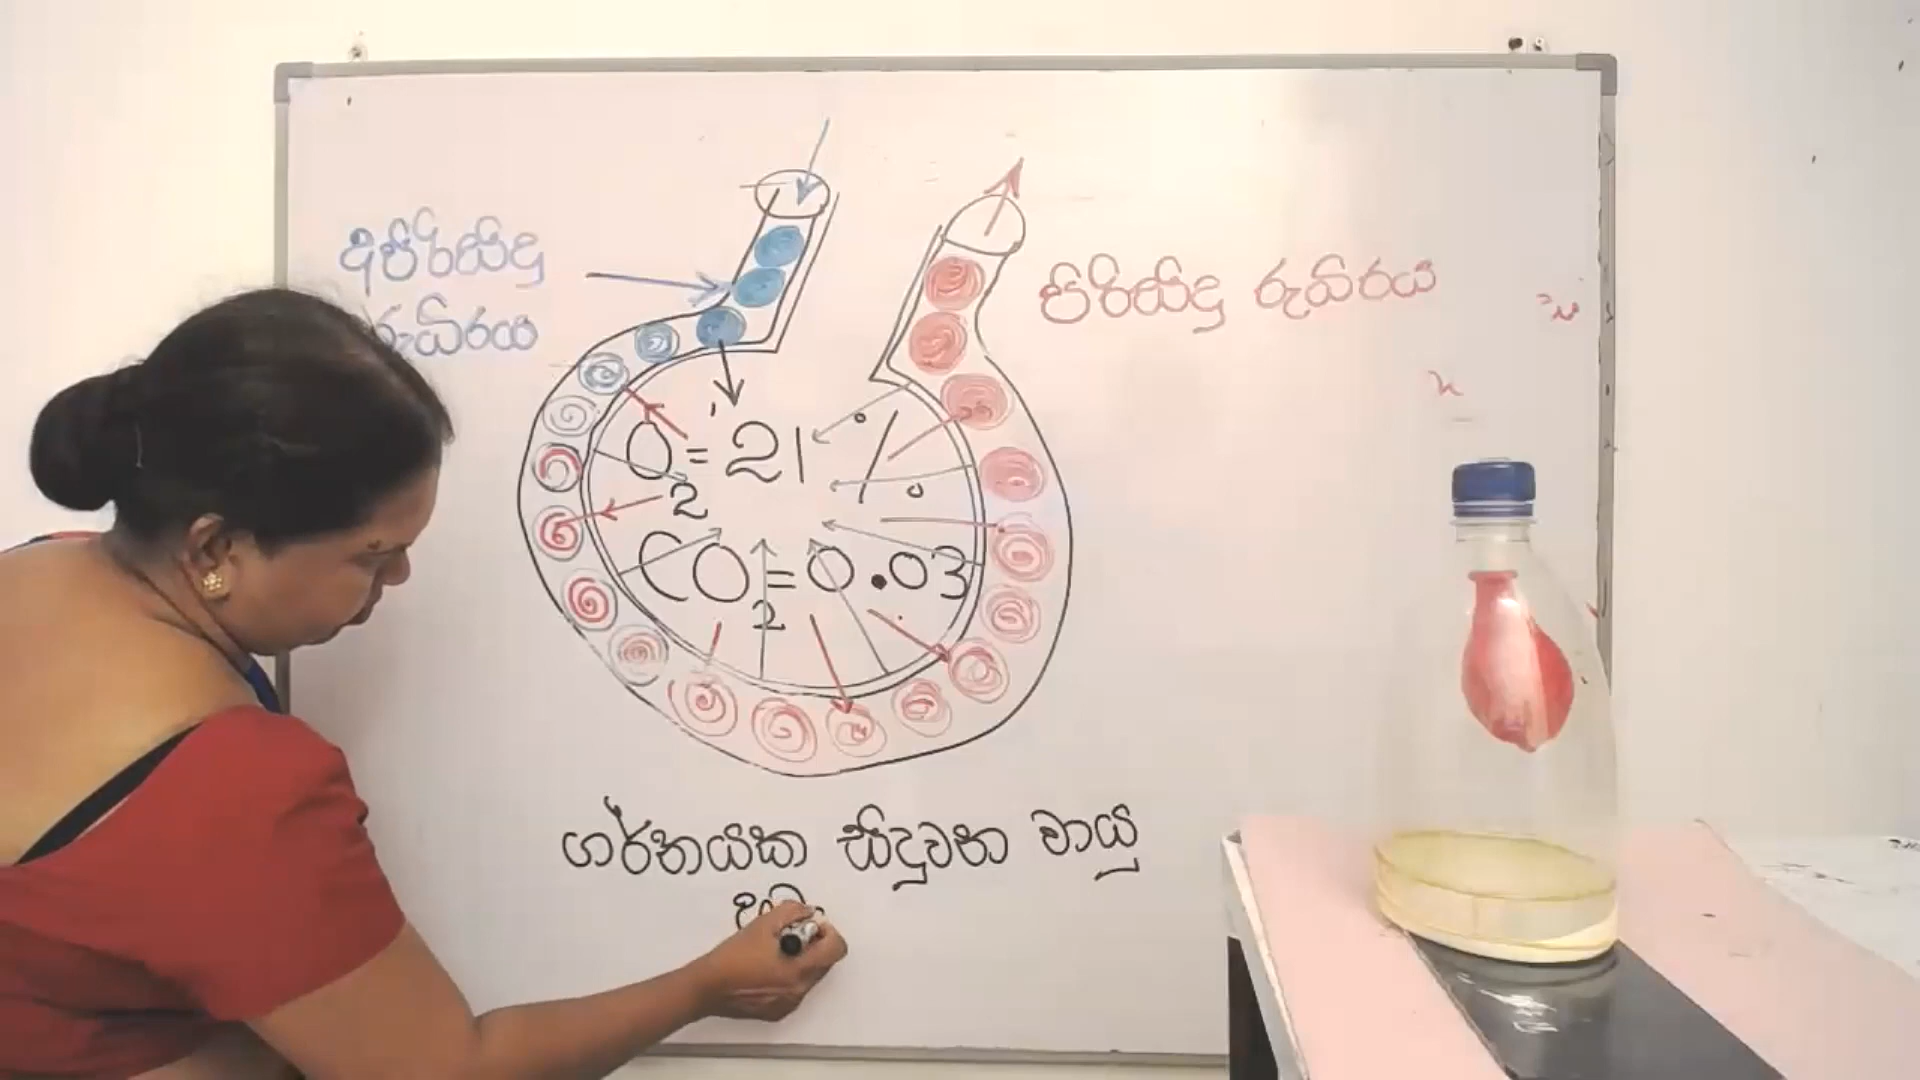 අපිරිසිදු
රුධිරය
පිරිසිදු රුධිරය
O₂ = 21 %
CO₂ = 0.03
ගර්තයක සිදුවන වායු